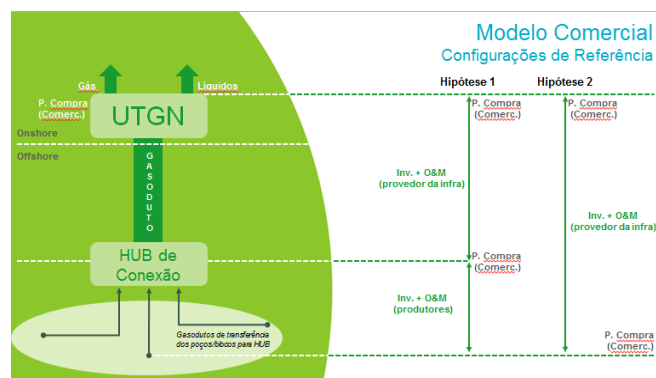 Modelo Comercial
Configurações de Referência
Hipótese 1
Hipótese 2
Gás
Líquidos
P. Compra
(Comerc.)
UTGN
Onshore
Offshore
GASODUTO
HUB de
Conexão
Gasodutos de transferência
dos poços/blocos para HUB
P. Compra
(Comerc.)
Inv. + O&M
(provedor da infra)
P. Compra
(Comerc.)
Inv. + O&M
(produtores)
P. Compra
(Comerc.)
Inv. + O&M
(provedor da infra)
P. Compra
(Comerc.)